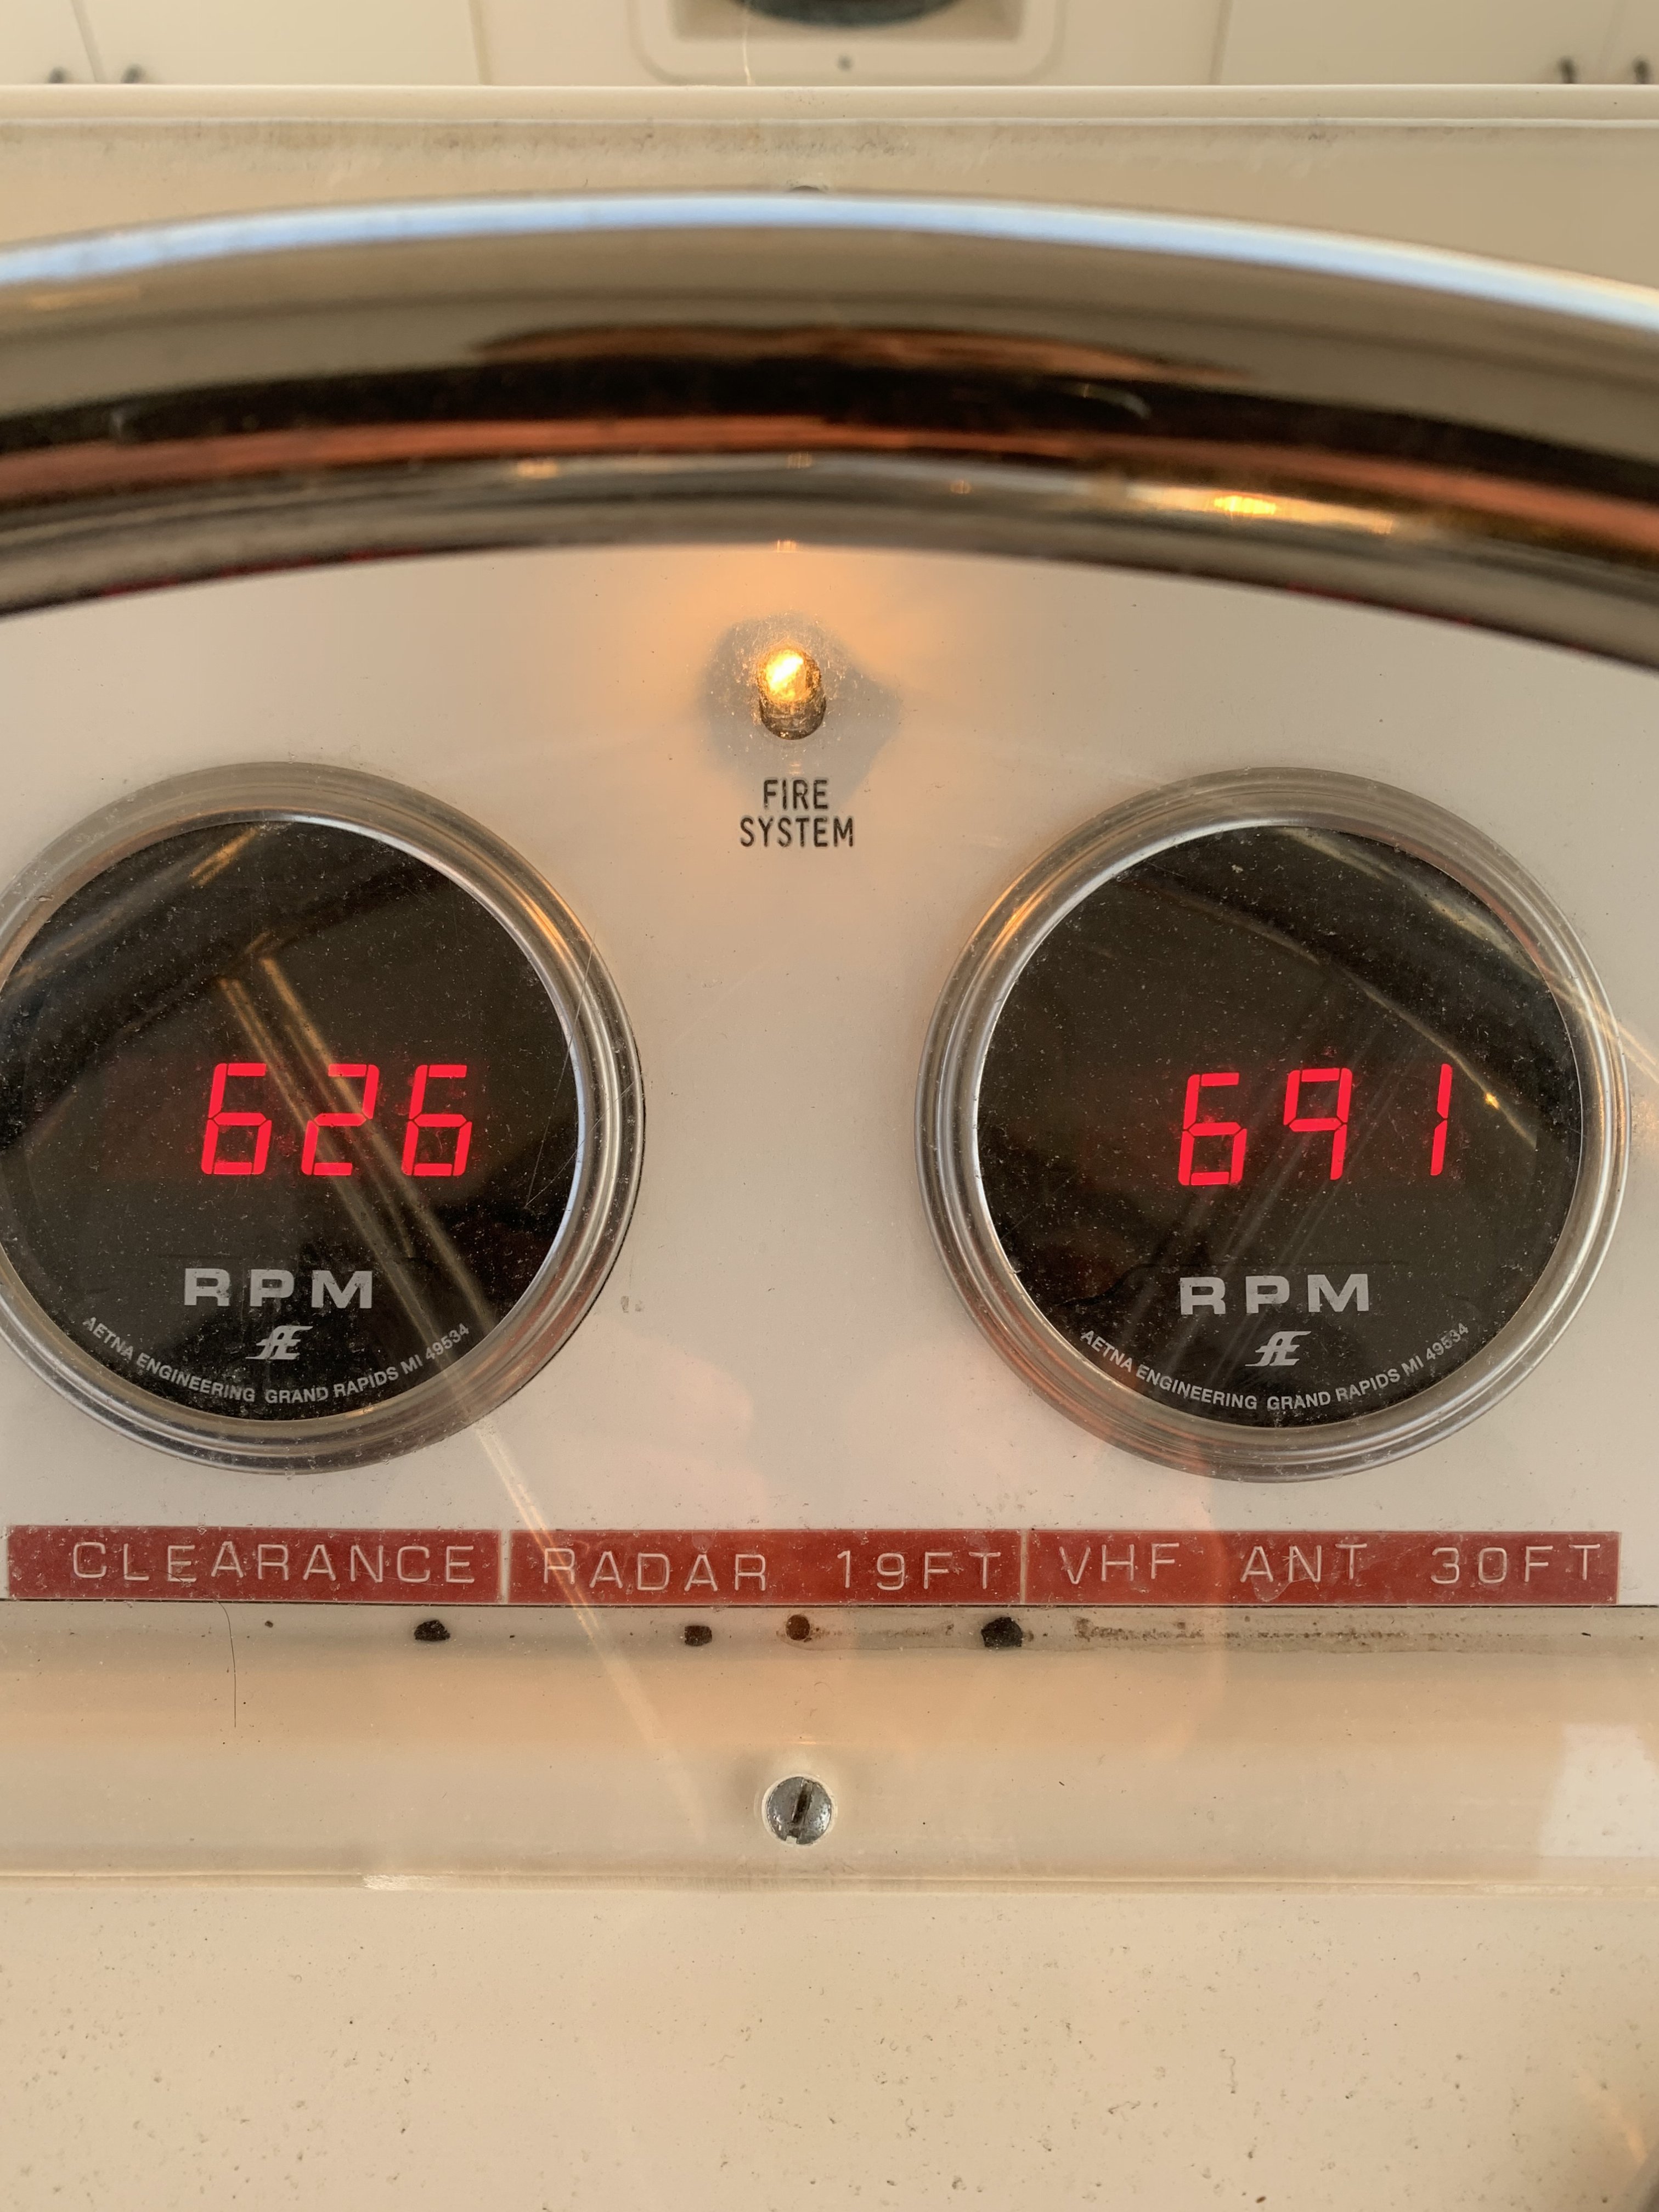 FIRE
SYSTEM
626
RPM
Æ
AETNA ENGINEERING GRAND RAPIDS MI 49534
691
RPM
Æ
AETNA ENGINEERING GRAND RAPIDS MI 49534
CLEARANCE RADAR 19FT VHF ANT 30FT